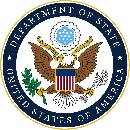 DEPARTMENT OF STATE
UNITED STATES OF AMERICA